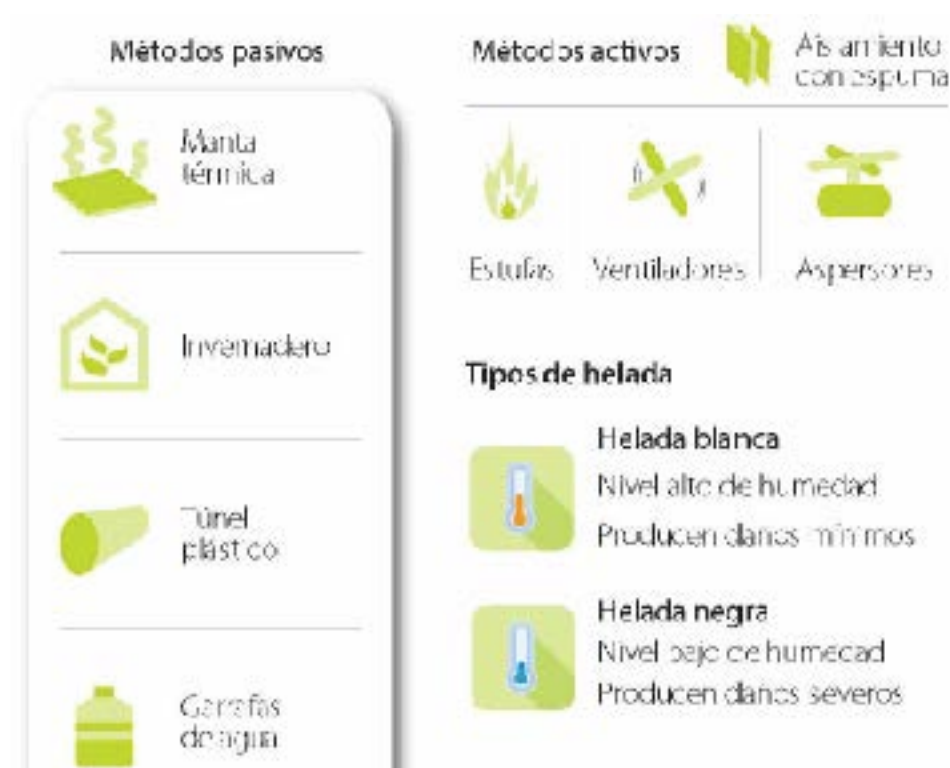 Métodos pasivos
Manta
térmica
Invernadero
Túnel
plástico
Garrafas
de agua
Métodos activos
Aislamiento
con espuma
Estufas
Ventiladores
Aspersores
Tipos de helada
Helada blanca
Nivel alto de humedad
Producen daños mínimos
Helada negra
Nivel bajo de humedad
Producen daños severos